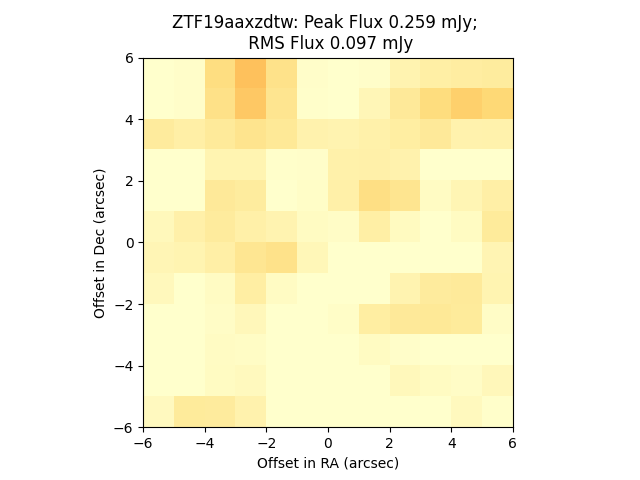 ZTF19aaxzdtw: Peak Flux 0.259 mJy;
RMS Flux 0.097 mJy
6
4
2
0
−2
−4
−6
Offset in Dec (arcsec)
−6 −4 −2 0 2 4 6
Offset in RA (arcsec)